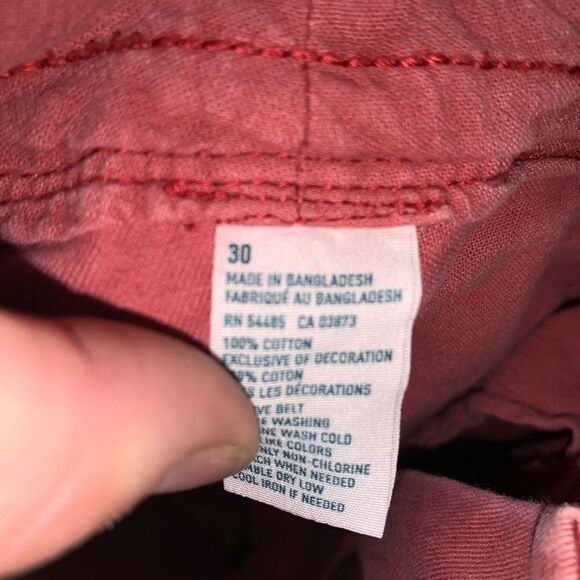 30
MADE IN BANGLADESH
FABRIQUÉ AU BANGLADESH
RN 54485 CA 03873
100% COTTON
EXCLUSIVE OF DECORATION
COTON
LES DÉCORATIONS
BELT
WASHING
WASH COLD
LIKE COLORS
ONLY NON-CHLORINE
WHEN NEEDED
DRY LOW
COOL IRON IF NEEDED